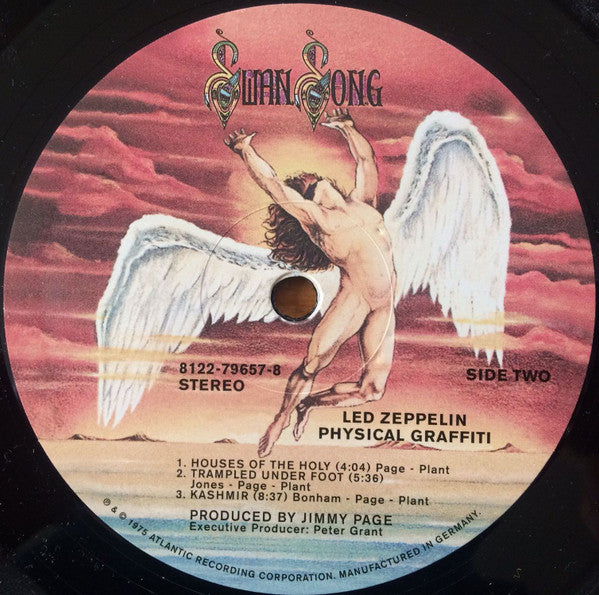 SWAN SONG
8122-79657-8
STEREO
SIDE TWO
LED ZEPPELIN
PHYSICAL GRAFFITI
1. HOUSES OF THE HOLY (4:04) Page - Plant
2. TRAMPLED UNDER FOOT (5:36)
Jones - Page - Plant
3. KASHMIR (8:37) Bonham - Page - Plant
PRODUCED BY JIMMY PAGE
Executive Producer: Peter Grant
℗ & © 1975 ATLANTIC RECORDING CORPORATION. MANUFACTURED IN GERMANY.